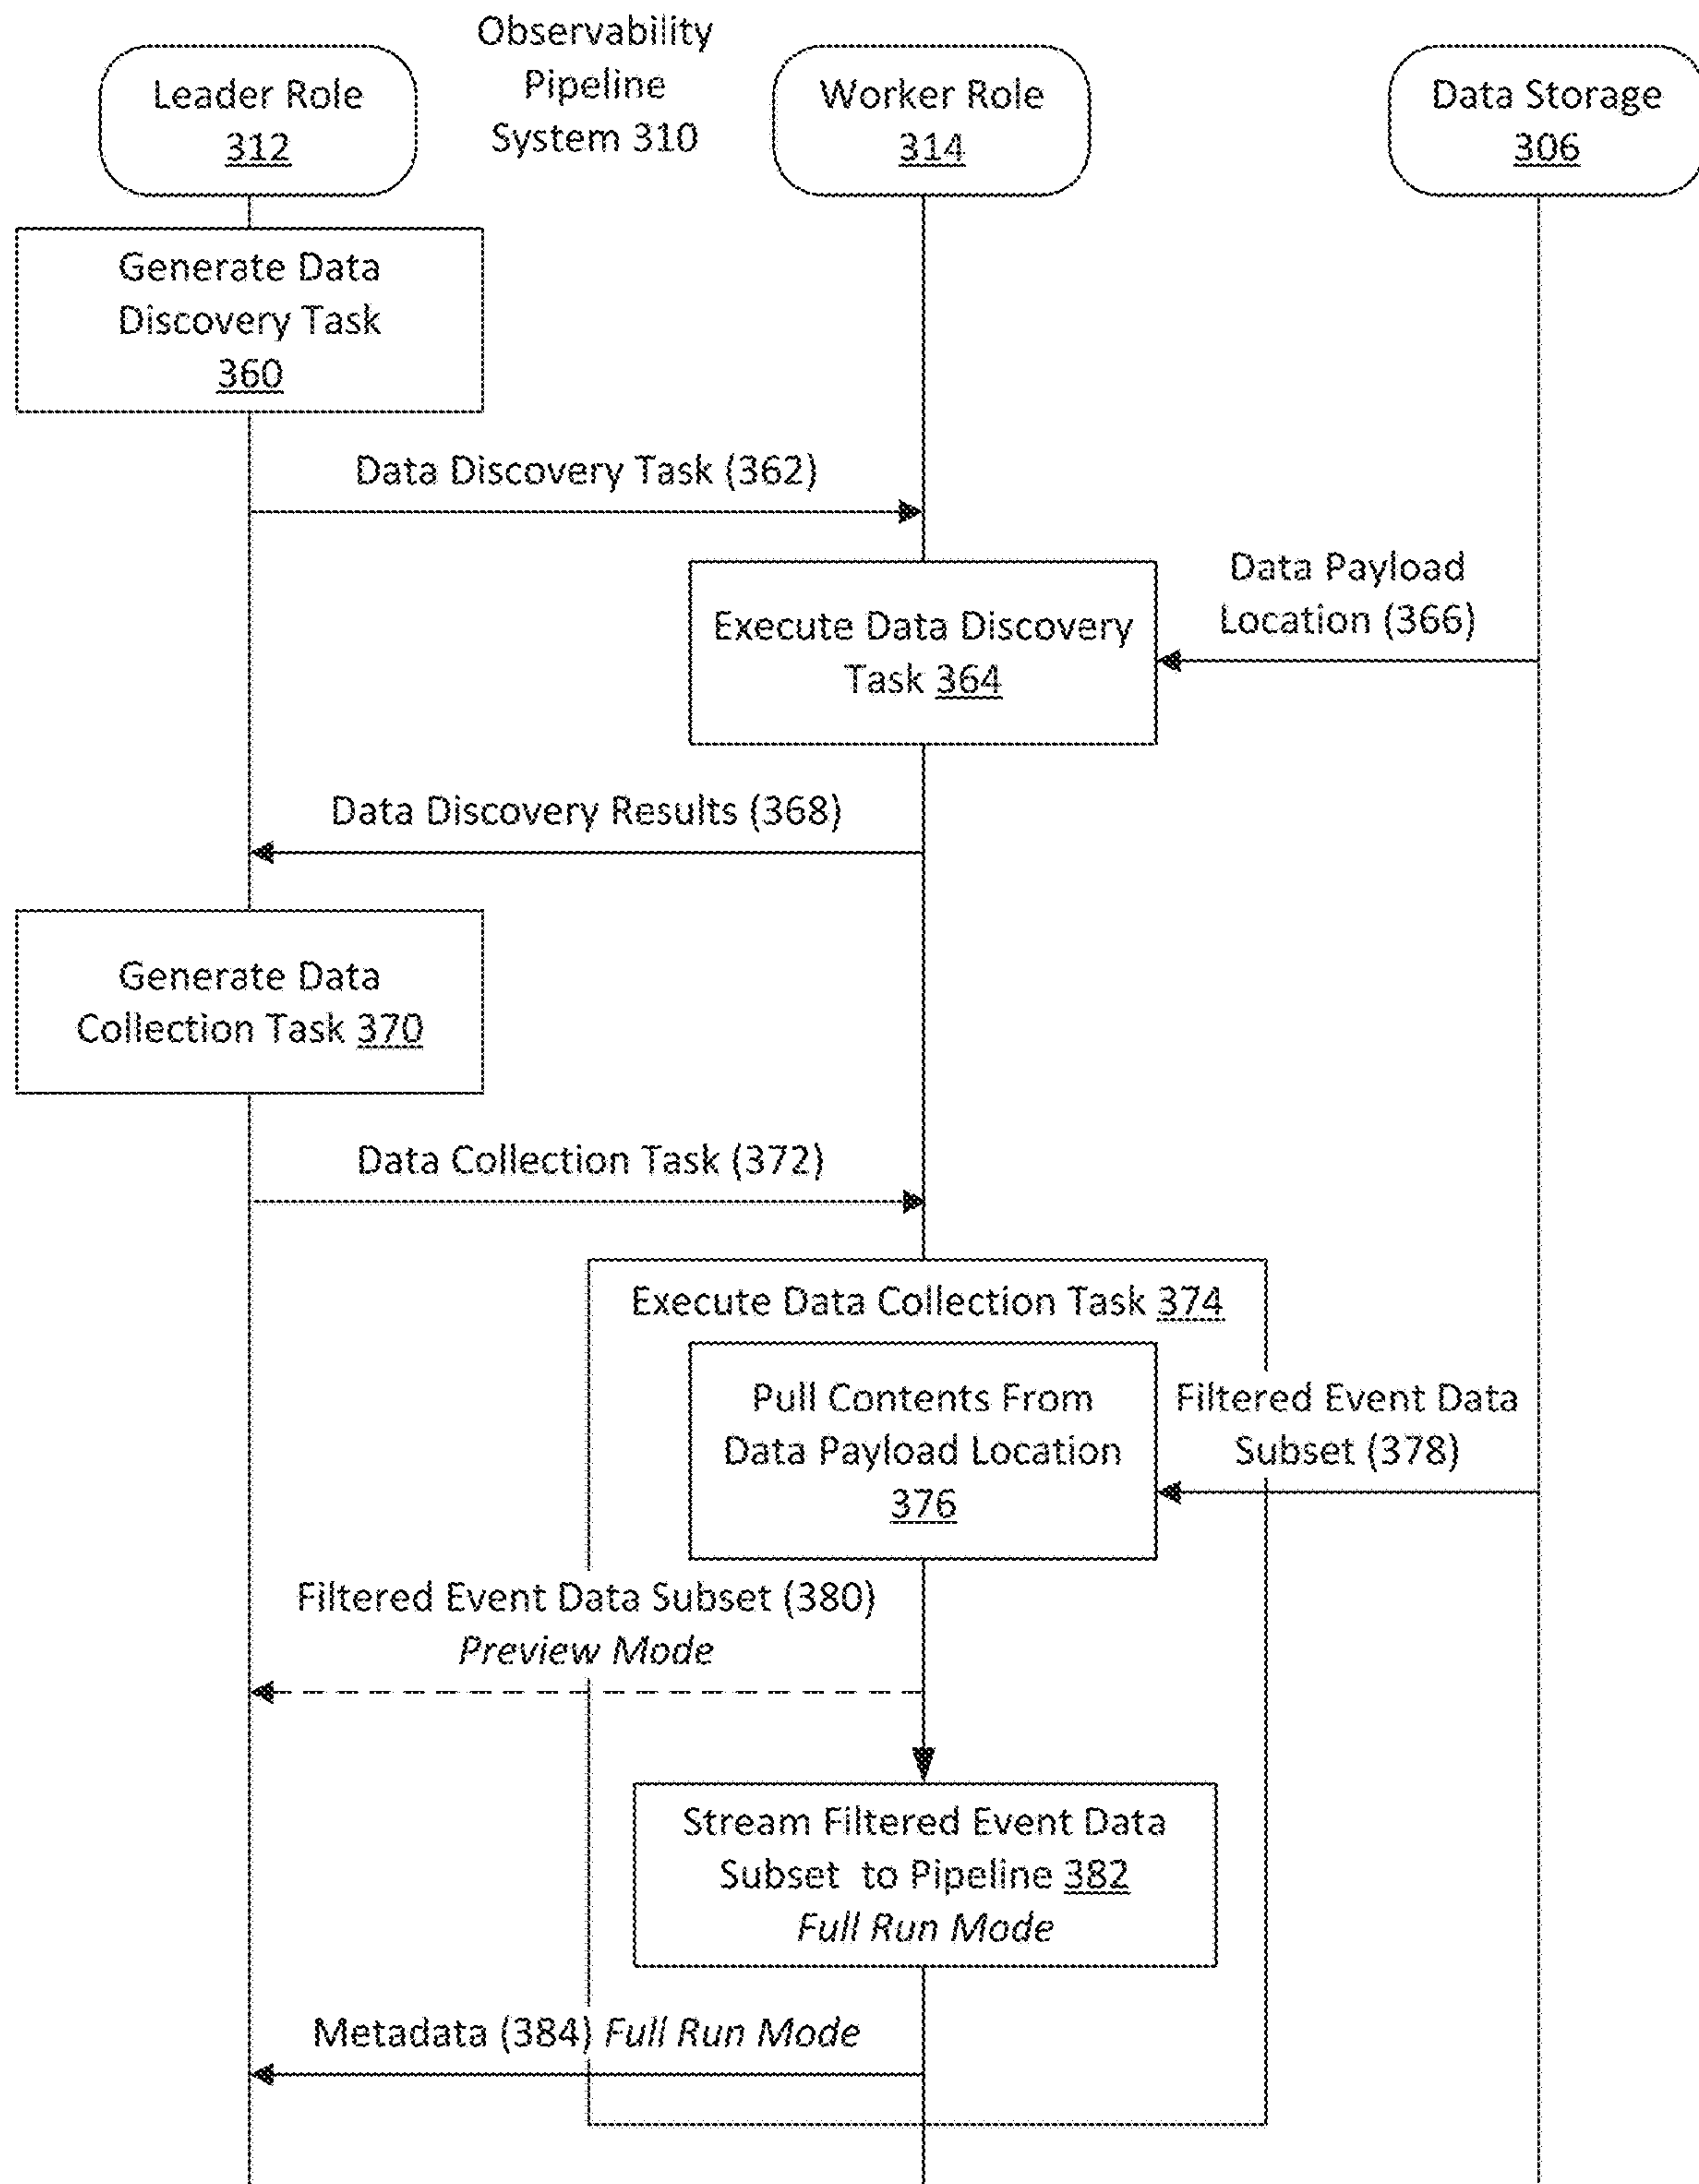 Observability
Pipeline
System 310
Leader Role
312
Worker Role
314
Data Storage
306
Generate Data
Discovery Task
360
Data Discovery Task (362)
Data Payload
Location (366)
Execute Data Discovery
Task 364
Data Discovery Results (368)
Generate Data
Collection Task 370
Data Collection Task (372)
Execute Data Collection Task 374
Pull Contents From
Data Payload Location
376
Filtered Event Data
Subset (378)
Filtered Event Data Subset (380)
Preview Mode
Stream Filtered Event Data
Subset to Pipeline 382
Full Run Mode
Metadata (384) Full Run Mode